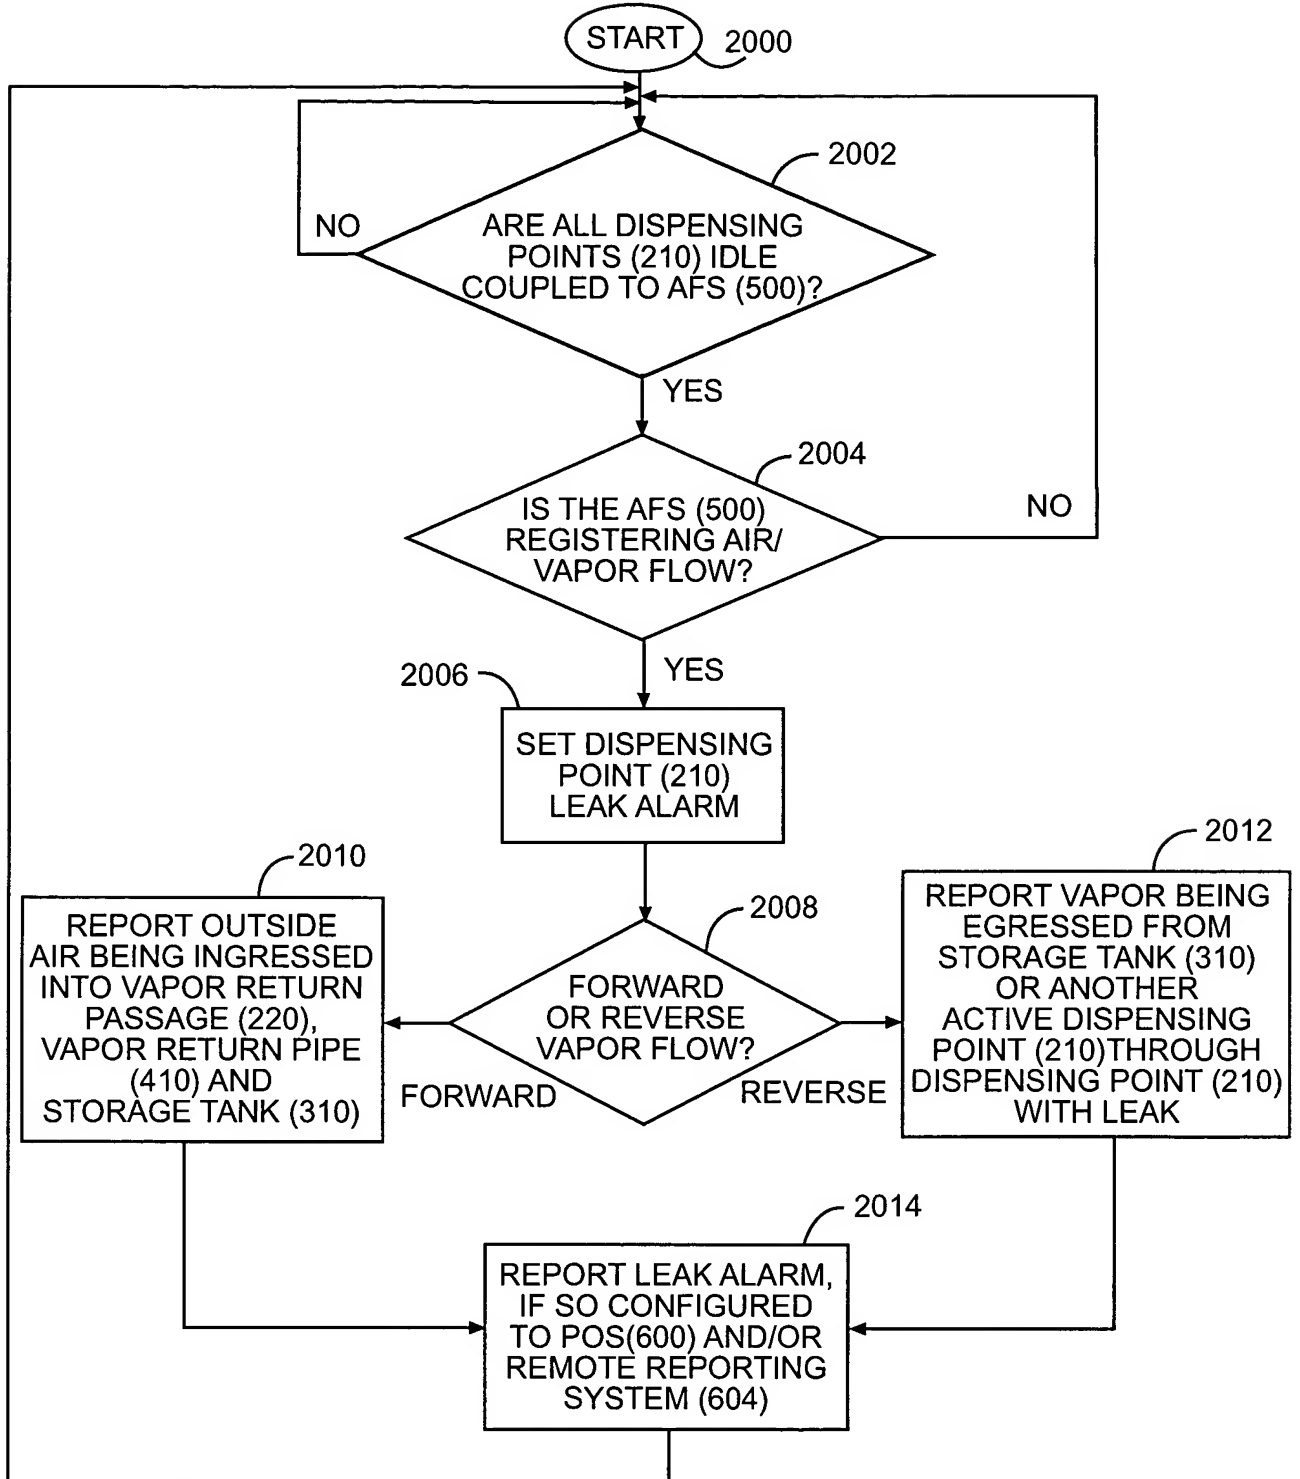 START
2000
2002
NO
ARE ALL DISPENSING
POINTS (210) IDLE
COUPLED TO AFS (500)?
YES
2004
IS THE AFS (500)
REGISTERING AIR/
VAPOR FLOW?
NO
YES
2006
SET DISPENSING
POINT (210)
LEAK ALARM
2010
REPORT OUTSIDE
AIR BEING INGRESSED
INTO VAPOR RETURN
PASSAGE (220),
VAPOR RETURN PIPE
(410) AND
STORAGE TANK (310)
2008
FORWARD
OR REVERSE
VAPOR FLOW?
FORWARD
REVERSE
2012
REPORT VAPOR BEING
EGRESSED FROM
STORAGE TANK (310)
OR ANOTHER
ACTIVE DISPENSING
POINT (210)THROUGH
DISPENSING POINT (210)
WITH LEAK
2014
REPORT LEAK ALARM,
IF SO CONFIGURED
TO POS(600) AND/OR
REMOTE REPORTING
SYSTEM (604)